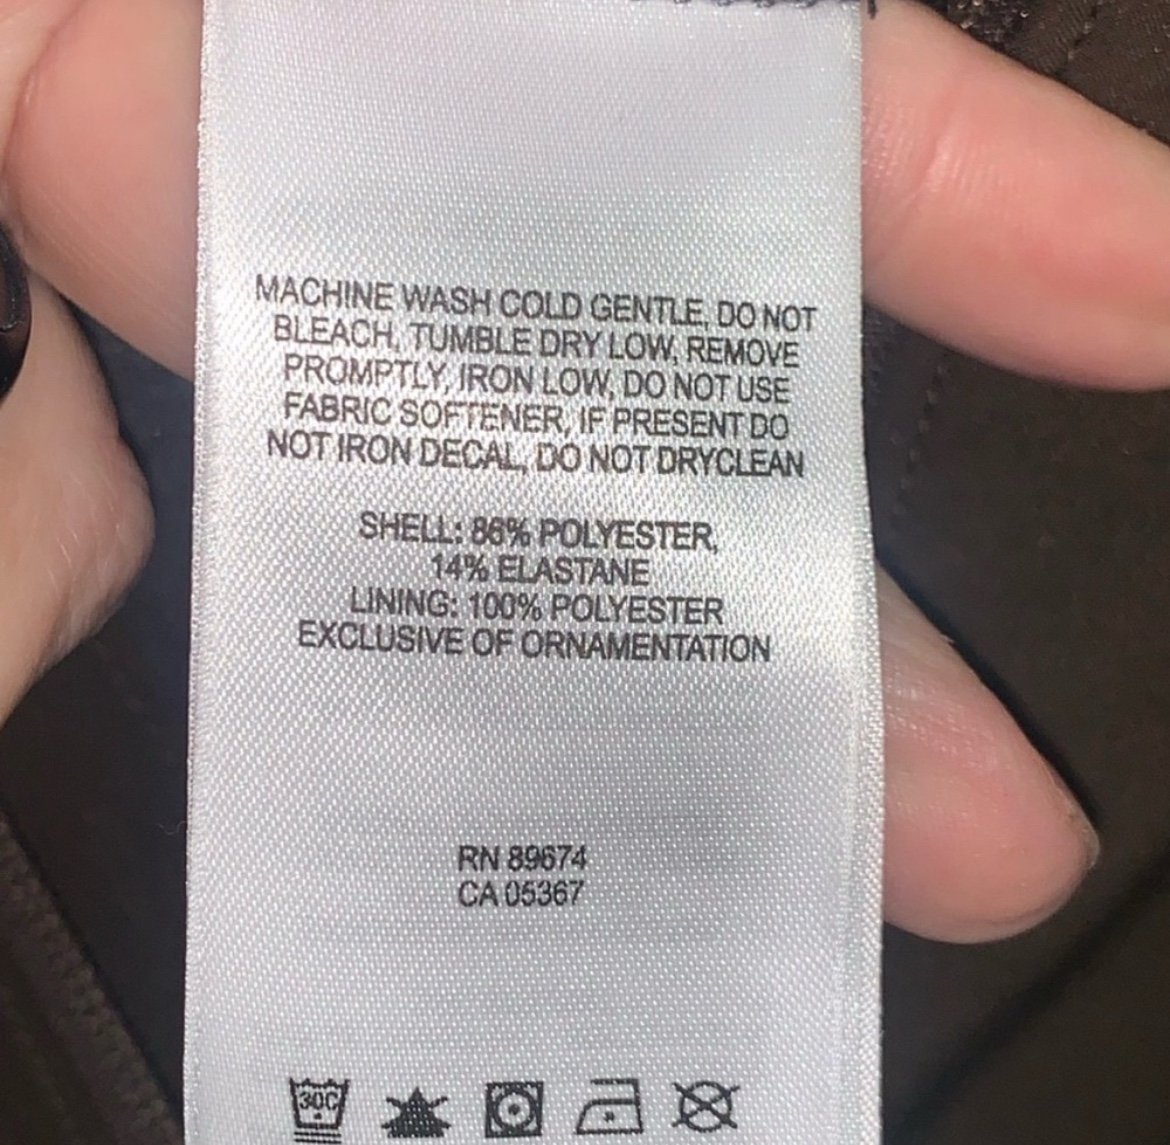 MACHINE WASH COLD GENTLE, DO NOT
BLEACH, TUMBLE DRY LOW, REMOVE
PROMPTLY, IRON LOW, DO NOT USE
FABRIC SOFTENER, IF PRESENT DO
NOT IRON DECAL, DO NOT DRYCLEAN
SHELL: 86% POLYESTER,
14% ELASTANE
LINING: 100% POLYESTER
EXCLUSIVE OF ORNAMENTATION
RN 89674
CA 05367
30C